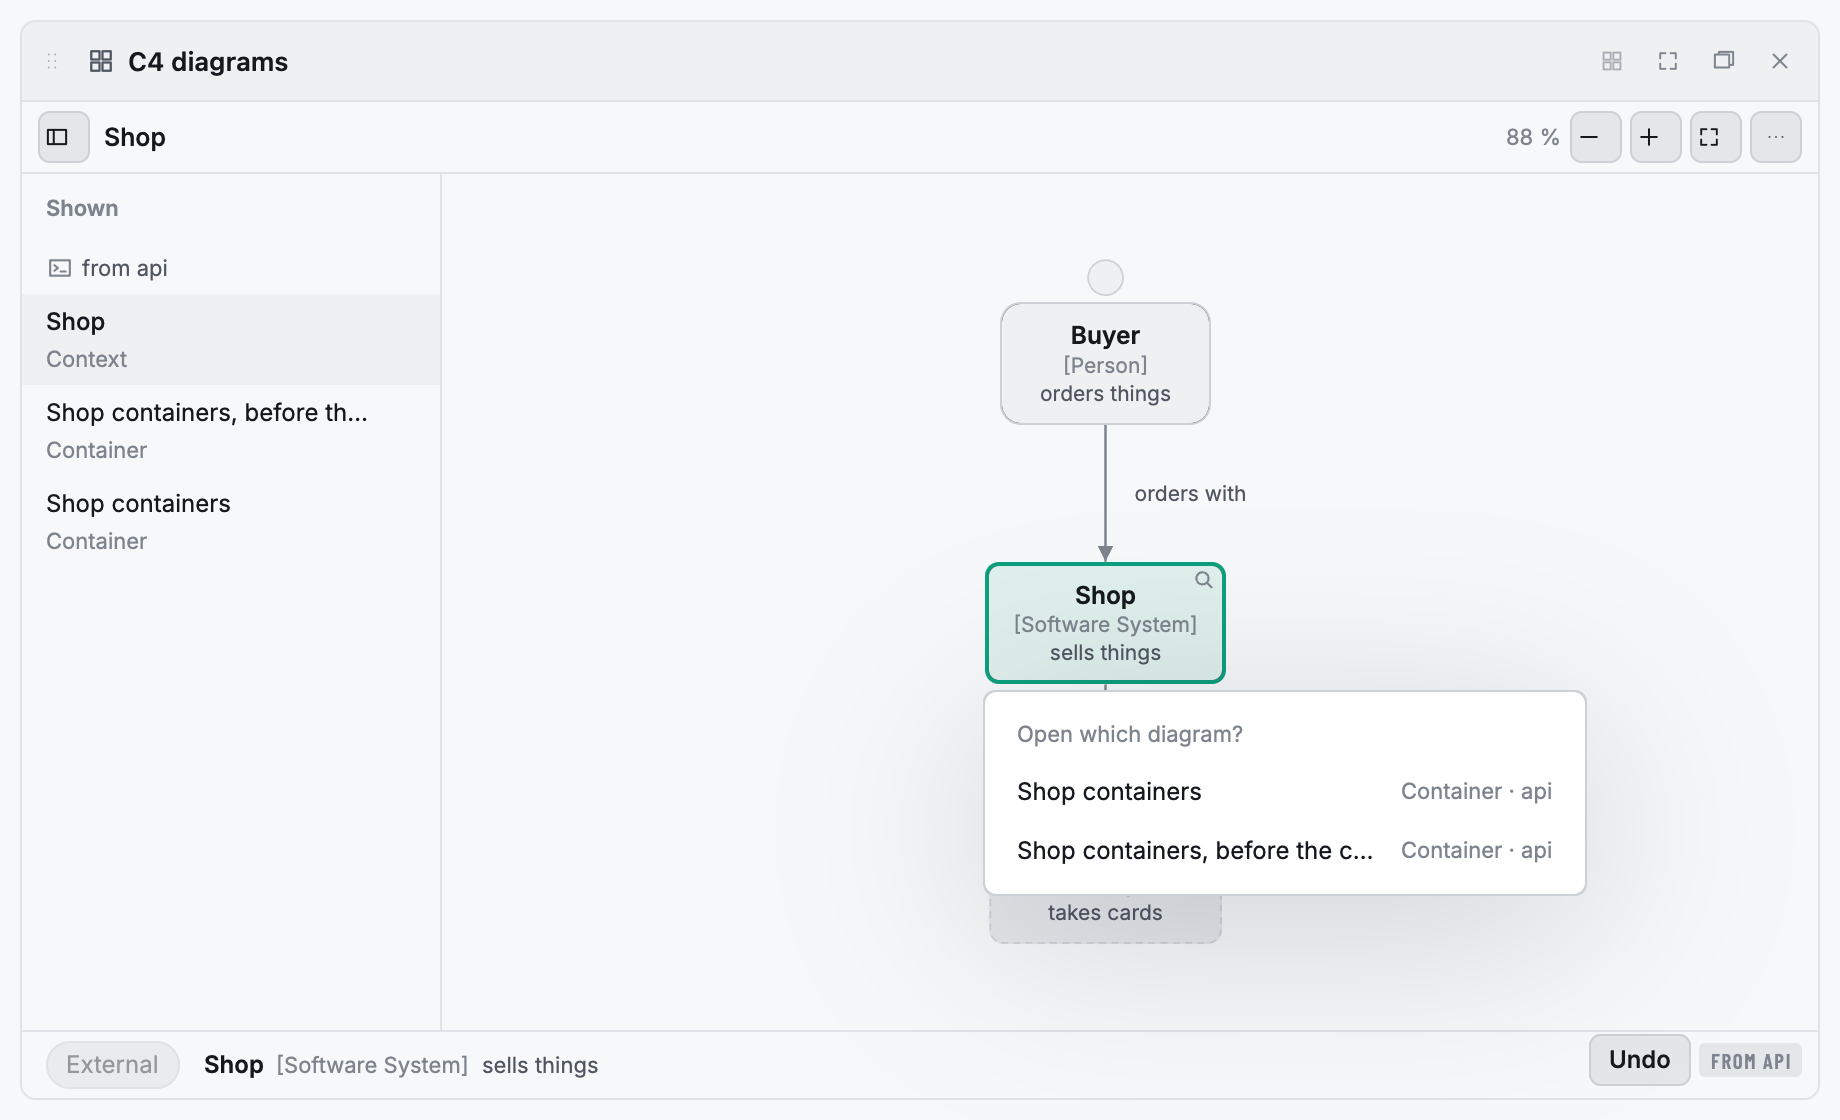 C4 diagrams
Shop
88 %
Shown
from api
Shop
Context
Shop containers, before th...
Container
Shop containers
Container
Buyer
[Person]
orders things
orders with
Shop
[Software System]
sells things
Open which diagram?
Shop containers
Container · api
Shop containers, before the c...
Container · api
takes cards
External
Shop [Software System] sells things
Undo
FROM API